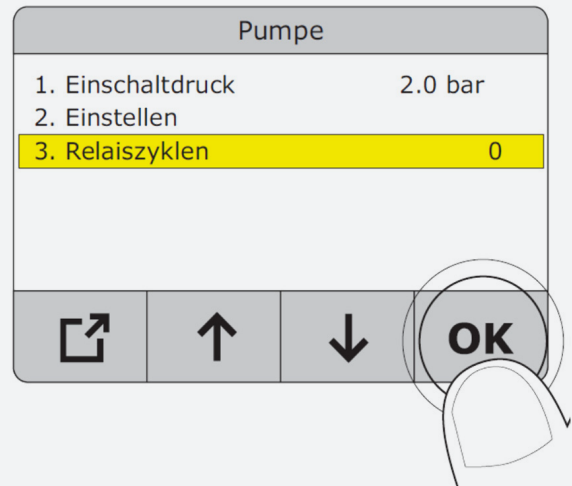 Pumpe
1. Einschaltdruck 2.0 bar
2. Einstellen
3. Relaiszyklen 0
OK